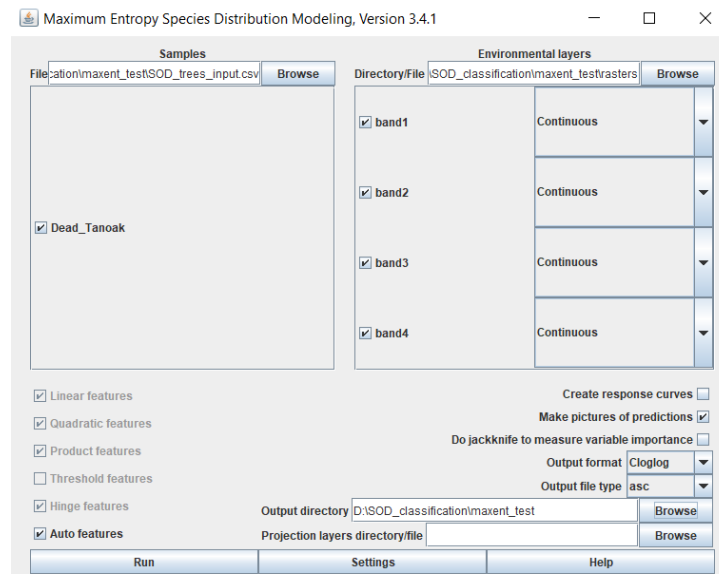 Maximum Entropy Species Distribution Modeling, Version 3.4.1
Samples
File :cation\maxent_test\SOD_trees_input.csv Browse
Environmental layers
Directory/File \SOD_classification\maxent_test\rasters Browse
Dead_Tanoak
band1 Continuous
band2 Continuous
band3 Continuous
band4 Continuous
Linear features
Quadratic features
Product features
Threshold features
Hinge features
Auto features
Create response curves
Make pictures of predictions
Do jackknife to measure variable importance
Output format Cloglog
Output file type asc
Output directory D:\SOD_classification\maxent_test Browse
Projection layers directory/file Browse
Run Settings Help